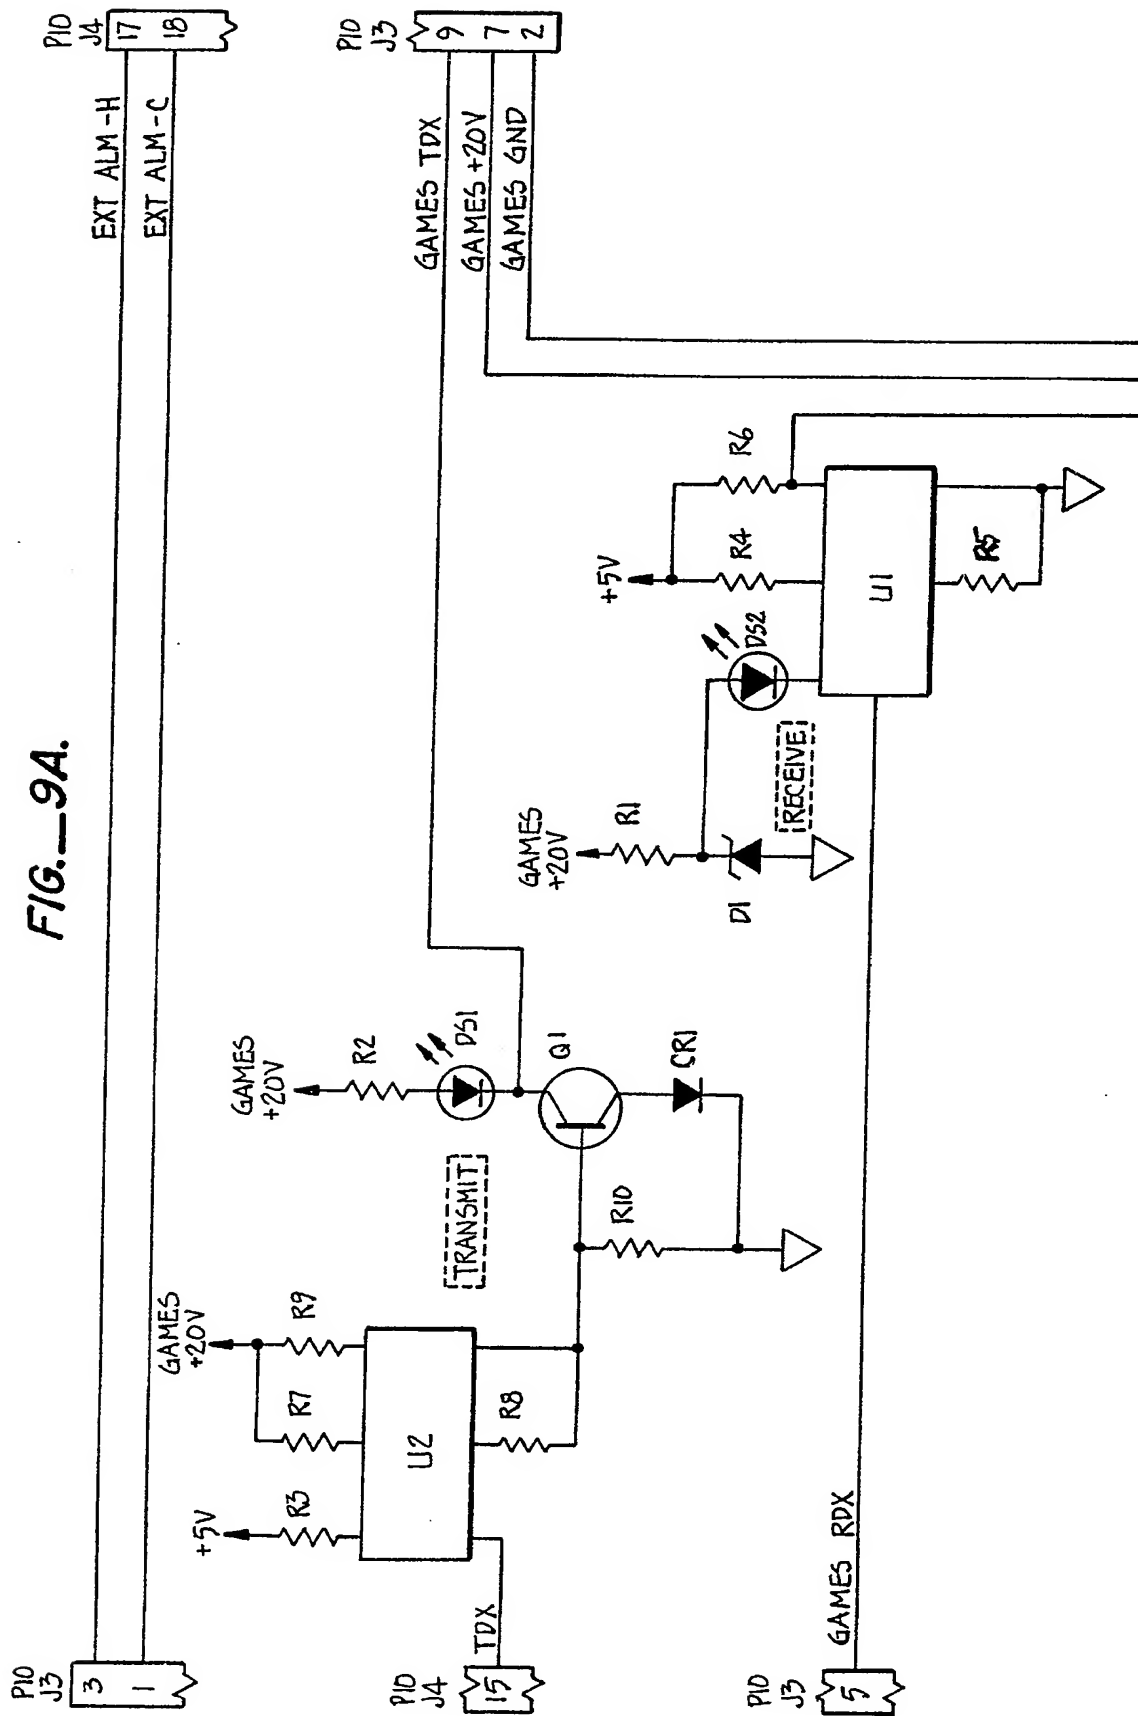 FIG._9A.
P10
J3
3
1
EXT ALM-H
EXT ALM-C
P10
J4
17
18
P10
J4
15
TDX
+5V
R3
GAMES
+20V
R7
R9
U2
R8
TRANSMIT
R10
GAMES
+20V
R2
DS1
Q1
CR1
GAMES TDX
GAMES +20V
GAMES GND
P10
J3
9
7
2
P10
J3
5
GAMES RDX
GAMES
+20V
R1
D1
RECEIVE
DS2
+5V
R4
R6
U1
R5